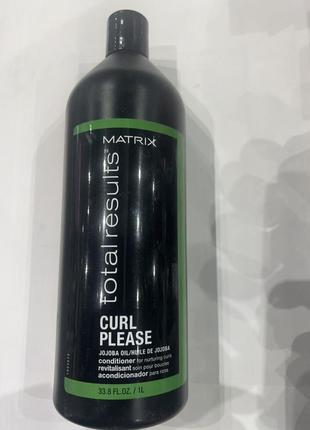 MATRIX
total results
CURL
PLEASE
JOJOBA OIL/HUILE DE JOJOBA
conditioner for nurturing curls
revitalisant soin pour boucles
acondicionador para rizos
33.8 FL.OZ. / 1L